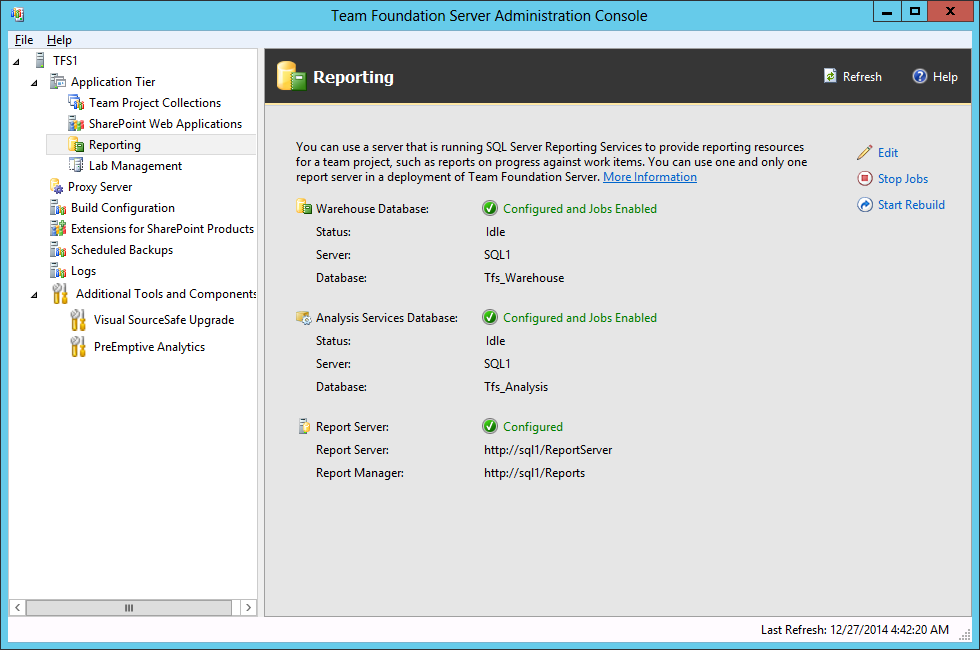 Team Foundation Server Administration Console
File Help
TFS1
Application Tier
Team Project Collections
SharePoint Web Applications
Reporting
Lab Management
Proxy Server
Build Configuration
Extensions for SharePoint Products
Scheduled Backups
Logs
Additional Tools and Components
Visual SourceSafe Upgrade
PreEmptive Analytics
Reporting
Refresh Help
You can use a server that is running SQL Server Reporting Services to provide reporting resources
for a team project, such as reports on progress against work items. You can use one and only one
report server in a deployment of Team Foundation Server. More Information
Edit
Stop Jobs
Start Rebuild
Warehouse Database: Configured and Jobs Enabled
Status: Idle
Server: SQL1
Database: Tfs_Warehouse
Analysis Services Database: Configured and Jobs Enabled
Status: Idle
Server: SQL1
Database: Tfs_Analysis
Report Server: Configured
Report Server: http://sql1/ReportServer
Report Manager: http://sql1/Reports
Last Refresh: 12/27/2014 4:42:20 AM